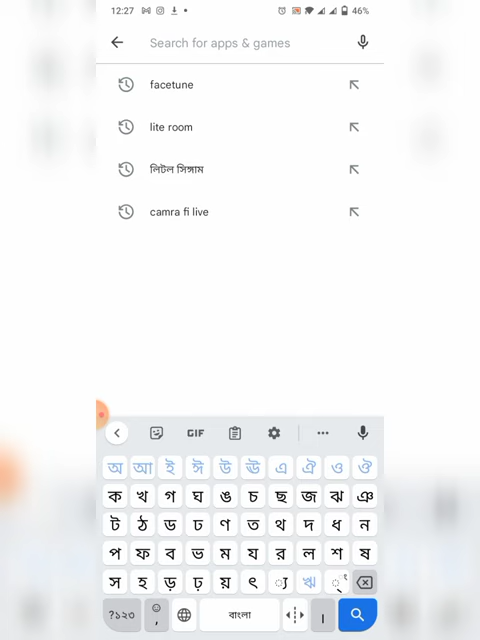 12:27 46%
Search for apps & games
facetune
lite room
লিটল সিঙ্গাম
camra fi live
GIF
অ আ ই ঈ উ ঊ এ ঐ ও ঔ
ক খ গ ঘ ঙ চ ছ জ ঝ ঞ
ট ঠ ড ঢ ণ ত থ দ ধ ন
প ফ ব ভ ম য র ল শ ষ
স হ ড় ঢ় য় ৎ ্য ঋ
?১২৩ , বাংলা ।